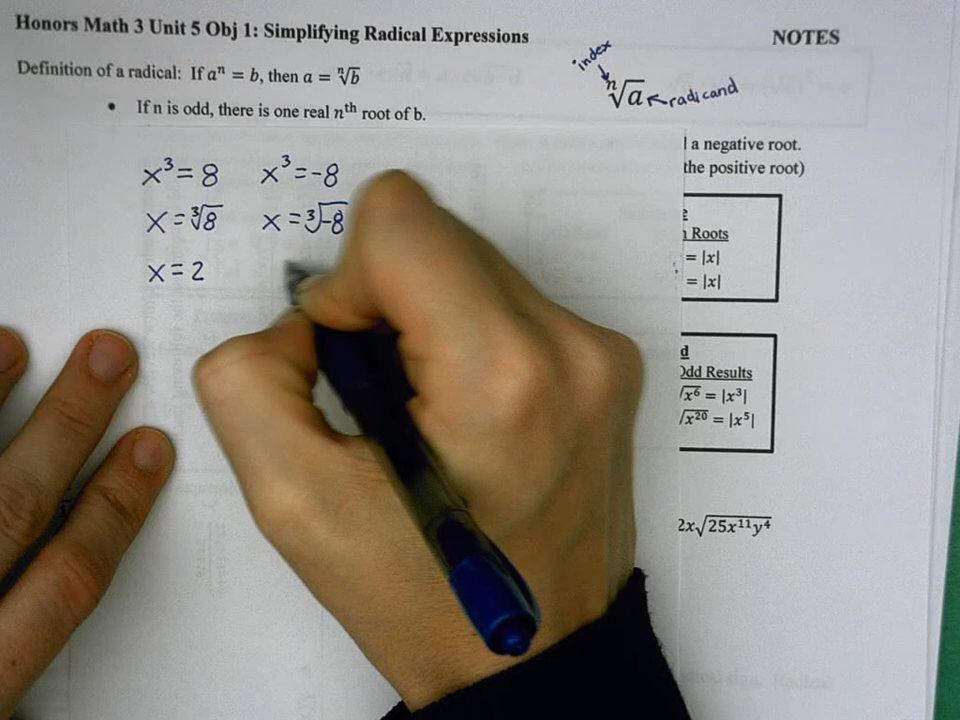 Honors Math 3 Unit 5 Obj 1: Simplifying Radical Expressions
NOTES
Definition of a radical: If aⁿ = b, then a = ⁿ√b
index
ⁿ√a ← radicand
• If n is odd, there is one real nᵗʰ root of b.
a negative root.
the positive root)
x³ = 8
x = ³√8
x = 2
x³ = -8
x = ³√-8
Roots
= |x|
= |x|
Odd Results
√x⁶ = |x³|
√x²⁰ = |x⁵|
2x√25x¹¹y⁴